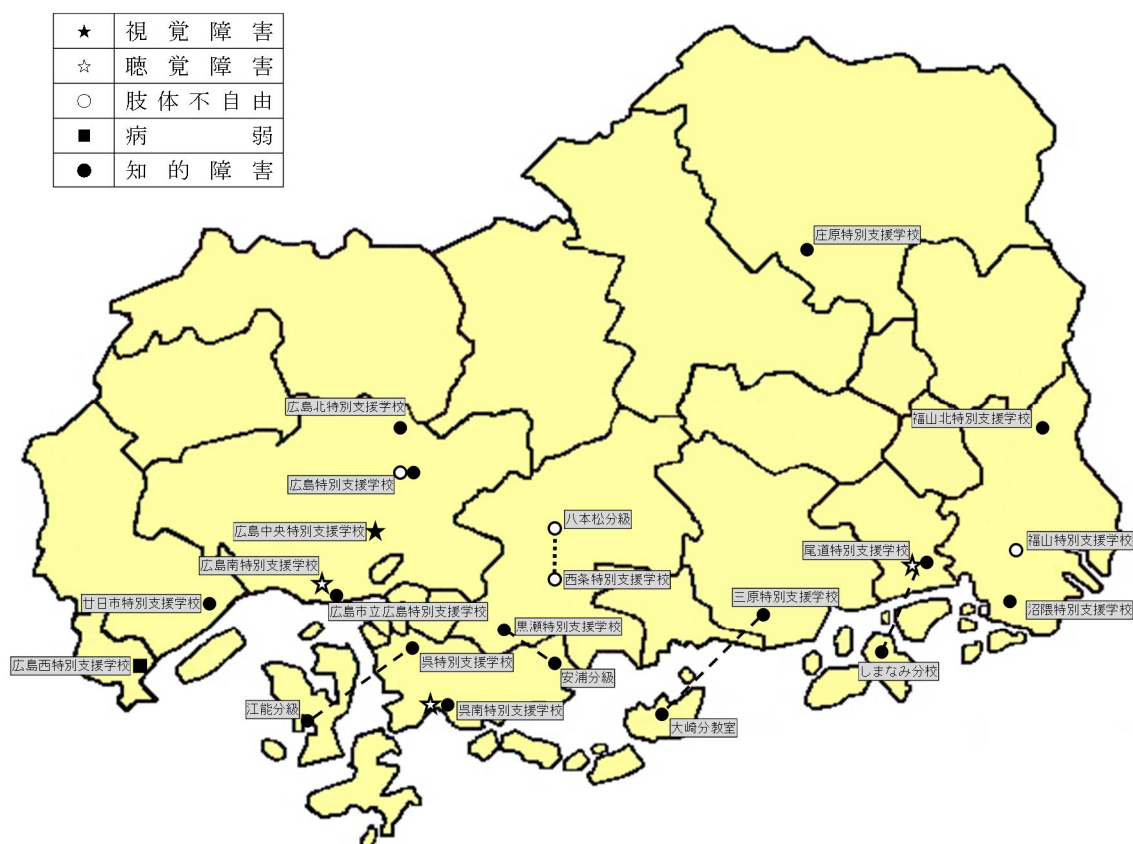 ★ 視覚障害
☆ 聴覚障害
○ 肢体不自由
■ 病弱
● 知的障害
庄原特別支援学校
広島北特別支援学校
福山北特別支援学校
広島特別支援学校
八本松分級
広島中央特別支援学校
福山特別支援学校
尾道特別支援学校
広島南特別支援学校
西条特別支援学校
三原特別支援学校
廿日市特別支援学校
広島市立広島特別支援学校
沼隈特別支援学校
黒瀬特別支援学校
呉特別支援学校
広島西特別支援学校
安浦分級
しまなみ分校
江能分級
呉南特別支援学校
大崎分教室